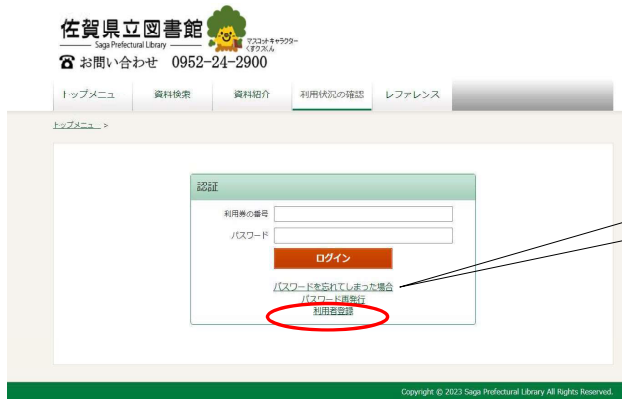 佐賀県立図書館
Saga Prefectural Library
マスコットキャラクター
くすのみん
お問い合わせ 0952-24-2900
トップメニュー 資料検索 資料紹介 利用状況の確認 レファレンス
トップメニュー >
認証
利用券の番号
パスワード
ログイン
パスワードを忘れてしまった場合
パスワード再発行
利用者登録
Copyright © 2023 Saga Prefectural Library All Rights Reserved.